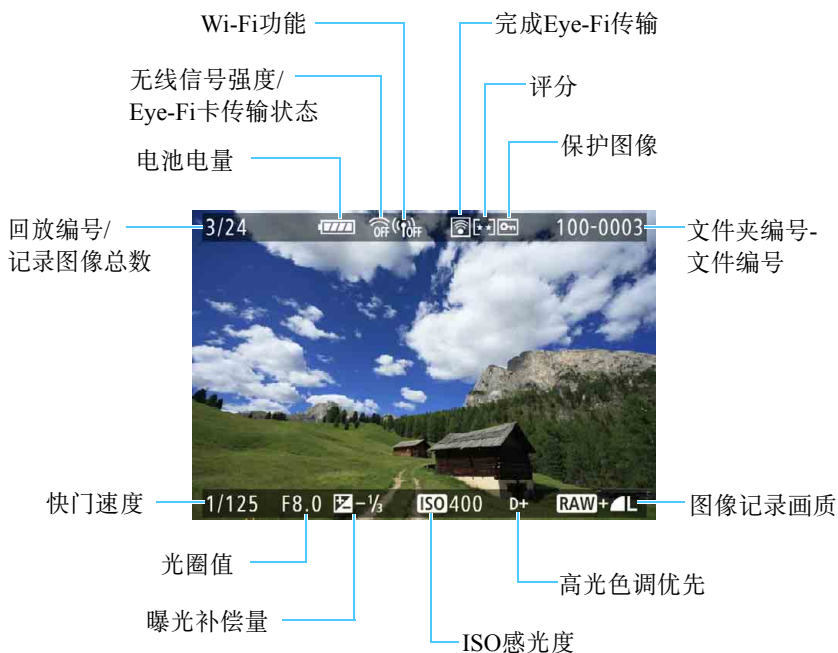 Wi-Fi功能
完成Eye-Fi传输
无线信号强度/
Eye-Fi卡传输状态
评分
电池电量
保护图像
回放编号/
记录图像总数
3/24
OFF
OFF
100-0003
文件夹编号-
文件编号
快门速度
1/125
F8.0
-⅓
ISO400
D+
RAW+L
图像记录画质
光圈值
高光色调优先
曝光补偿量
ISO感光度